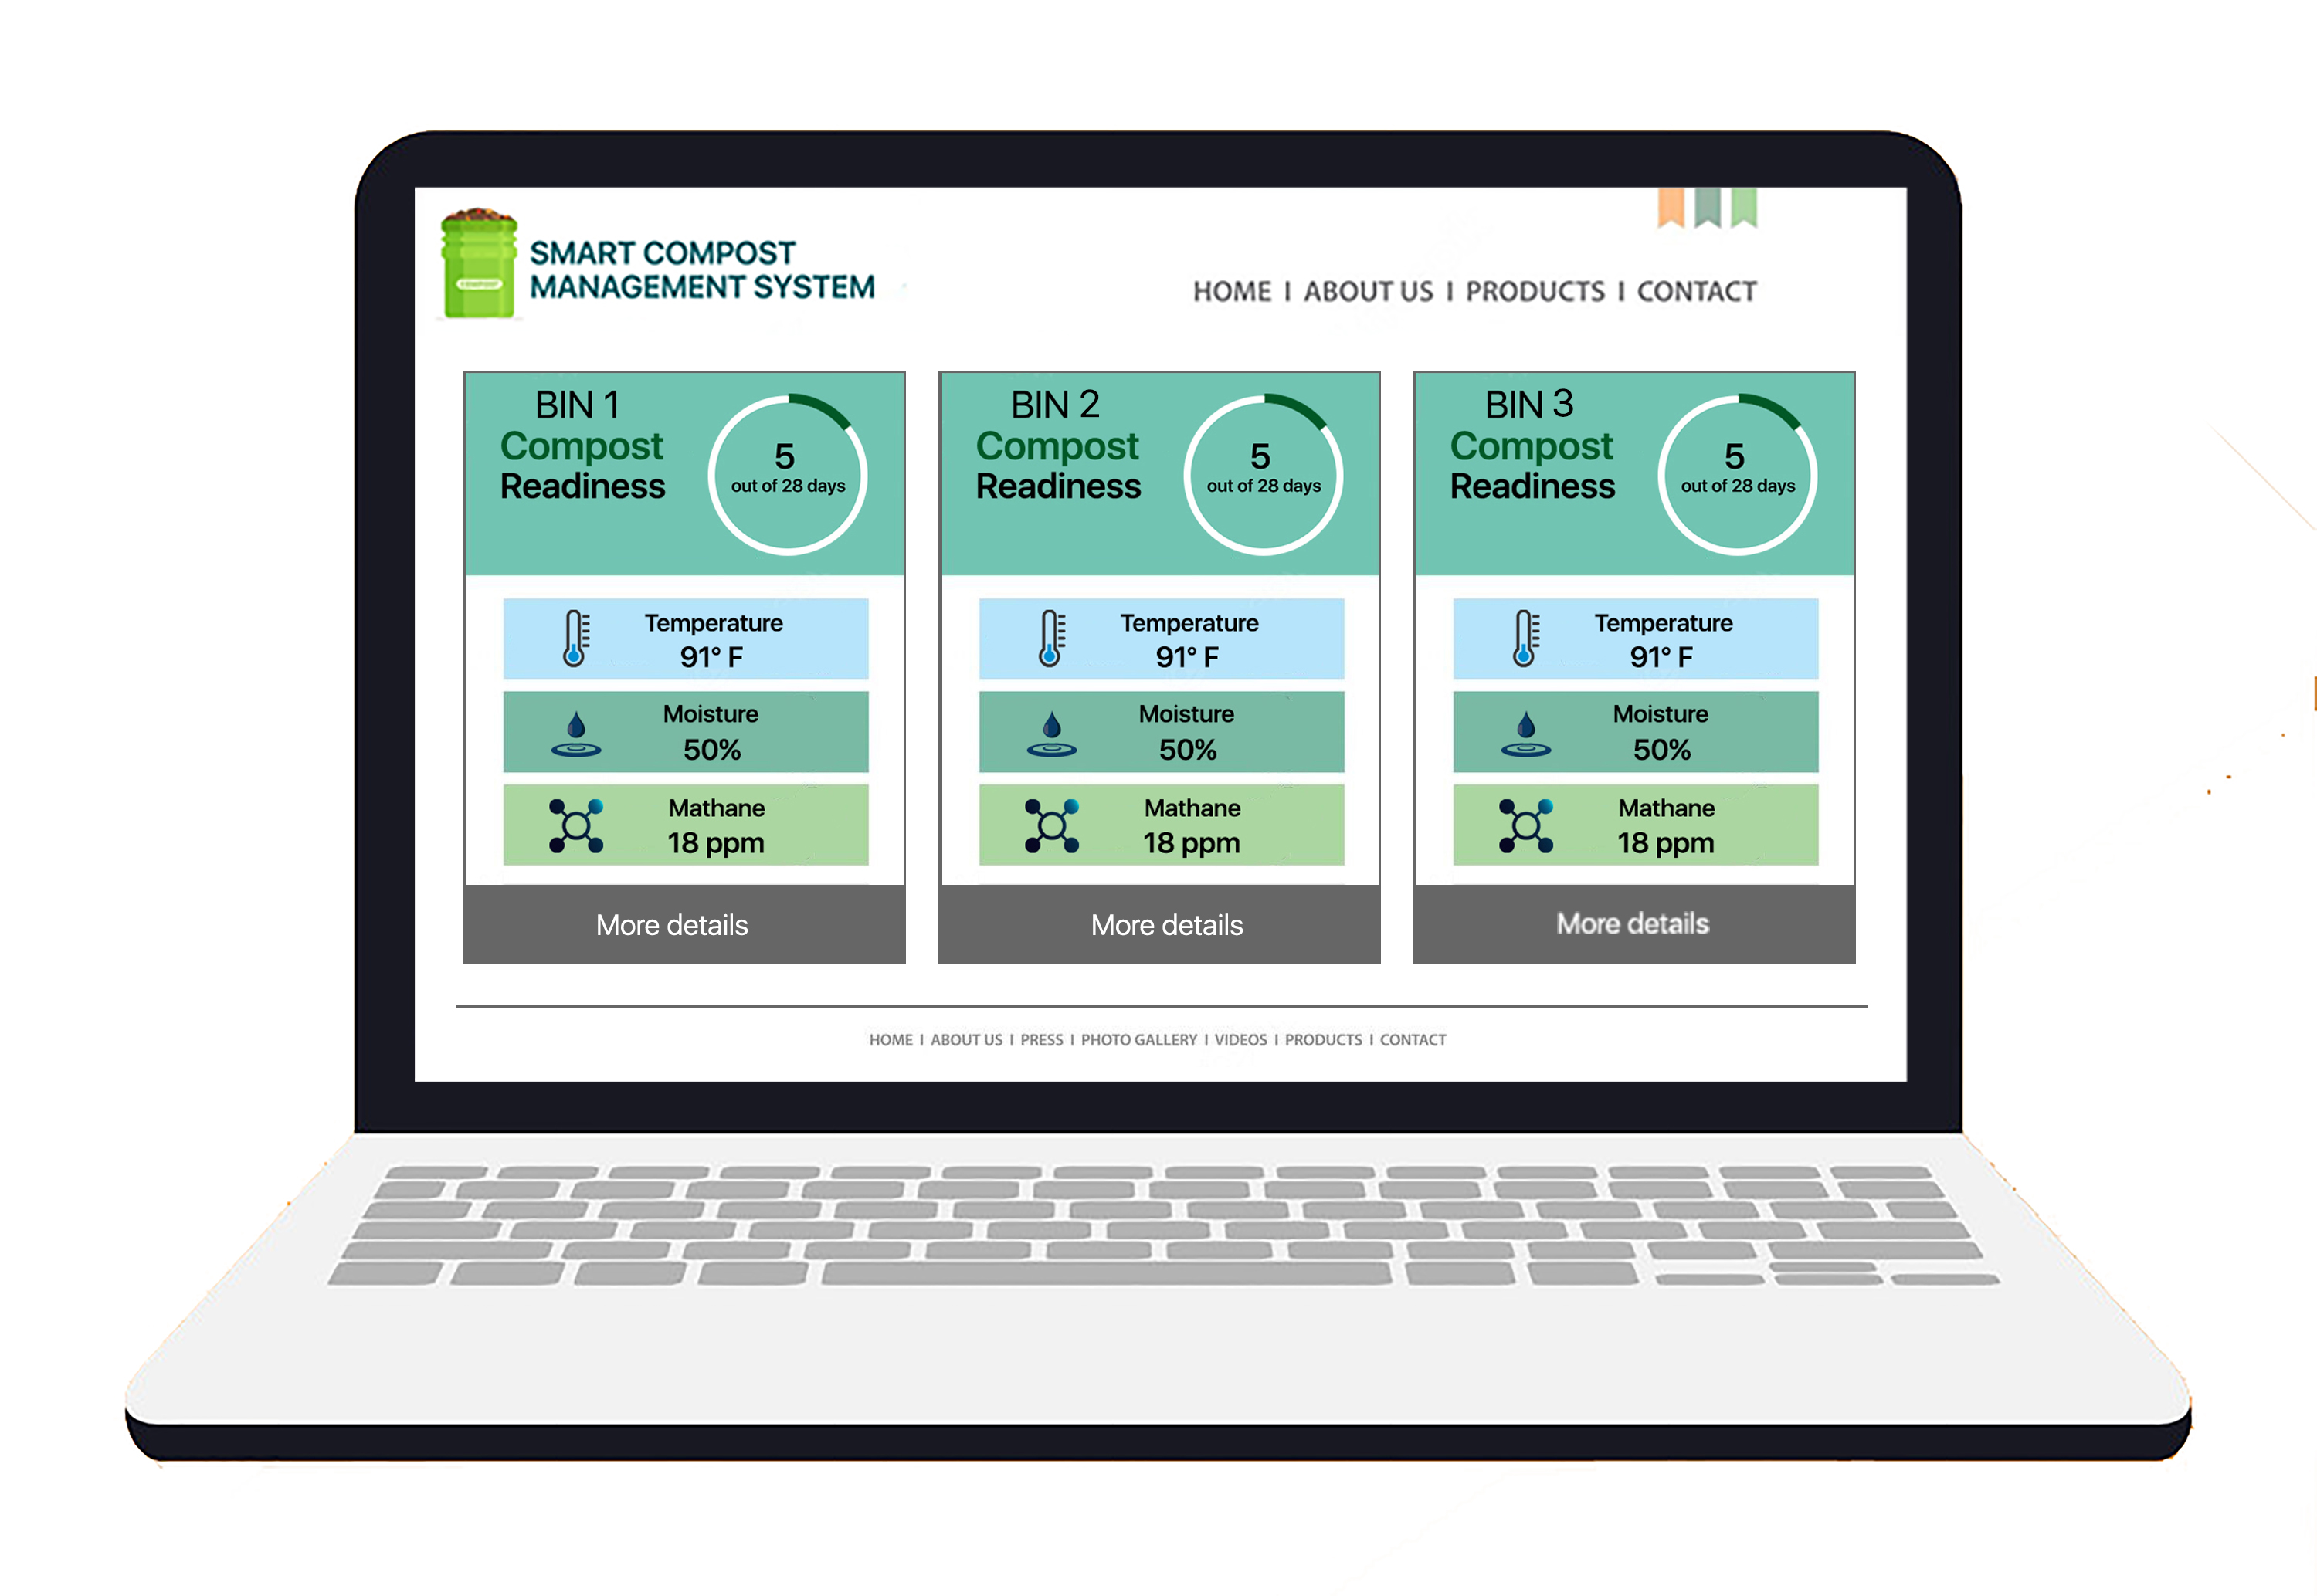 SMART COMPOST
MANAGEMENT SYSTEM
HOME I ABOUT US I PRODUCTS I CONTACT
BIN 1
Compost
Readiness
5
out of 28 days
Temperature
91° F
Moisture
50%
Mathane
18 ppm
More details
BIN 2
Compost
Readiness
5
out of 28 days
Temperature
91° F
Moisture
50%
Mathane
18 ppm
More details
BIN 3
Compost
Readiness
5
out of 28 days
Temperature
91° F
Moisture
50%
Mathane
18 ppm
More details
HOME I ABOUT US I PRESS I PHOTO GALLERY I VIDEOS I PRODUCTS I CONTACT